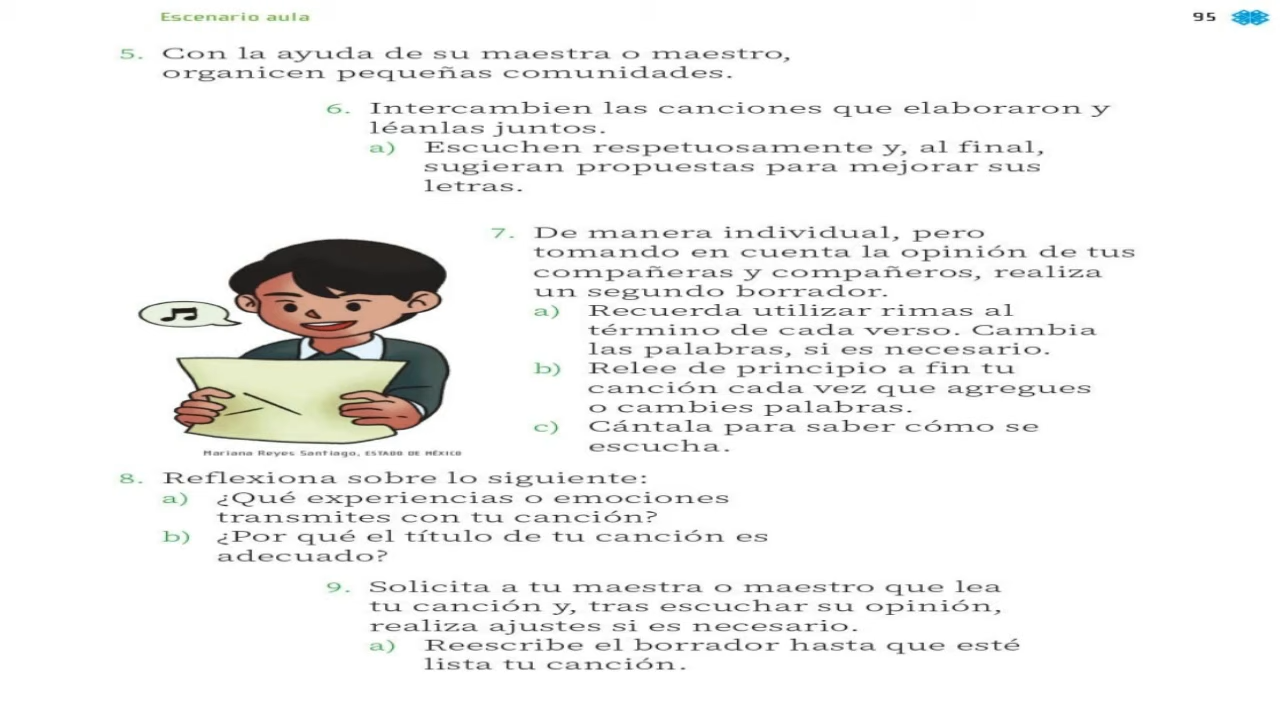 Escenario aula
95
5. Con la ayuda de su maestra o maestro,
organicen pequeñas comunidades.
6. Intercambien las canciones que elaboraron y
léanlas juntos.
a) Escuchen respetuosamente y, al final,
sugieran propuestas para mejorar sus
letras.
7. De manera individual, pero
tomando en cuenta la opinión de tus
compañeras y compañeros, realiza
un segundo borrador.
a) Recuerda utilizar rimas al
término de cada verso. Cambia
las palabras, si es necesario.
b) Relee de principio a fin tu
canción cada vez que agregues
o cambies palabras.
c) Cántala para saber cómo se
escucha.
Mariana Reyes Santiago, ESTADO DE MÉXICO
8. Reflexiona sobre lo siguiente:
a) ¿Qué experiencias o emociones
transmites con tu canción?
b) ¿Por qué el título de tu canción es
adecuado?
9. Solicita a tu maestra o maestro que lea
tu canción y, tras escuchar su opinión,
realiza ajustes si es necesario.
a) Reescribe el borrador hasta que esté
lista tu canción.